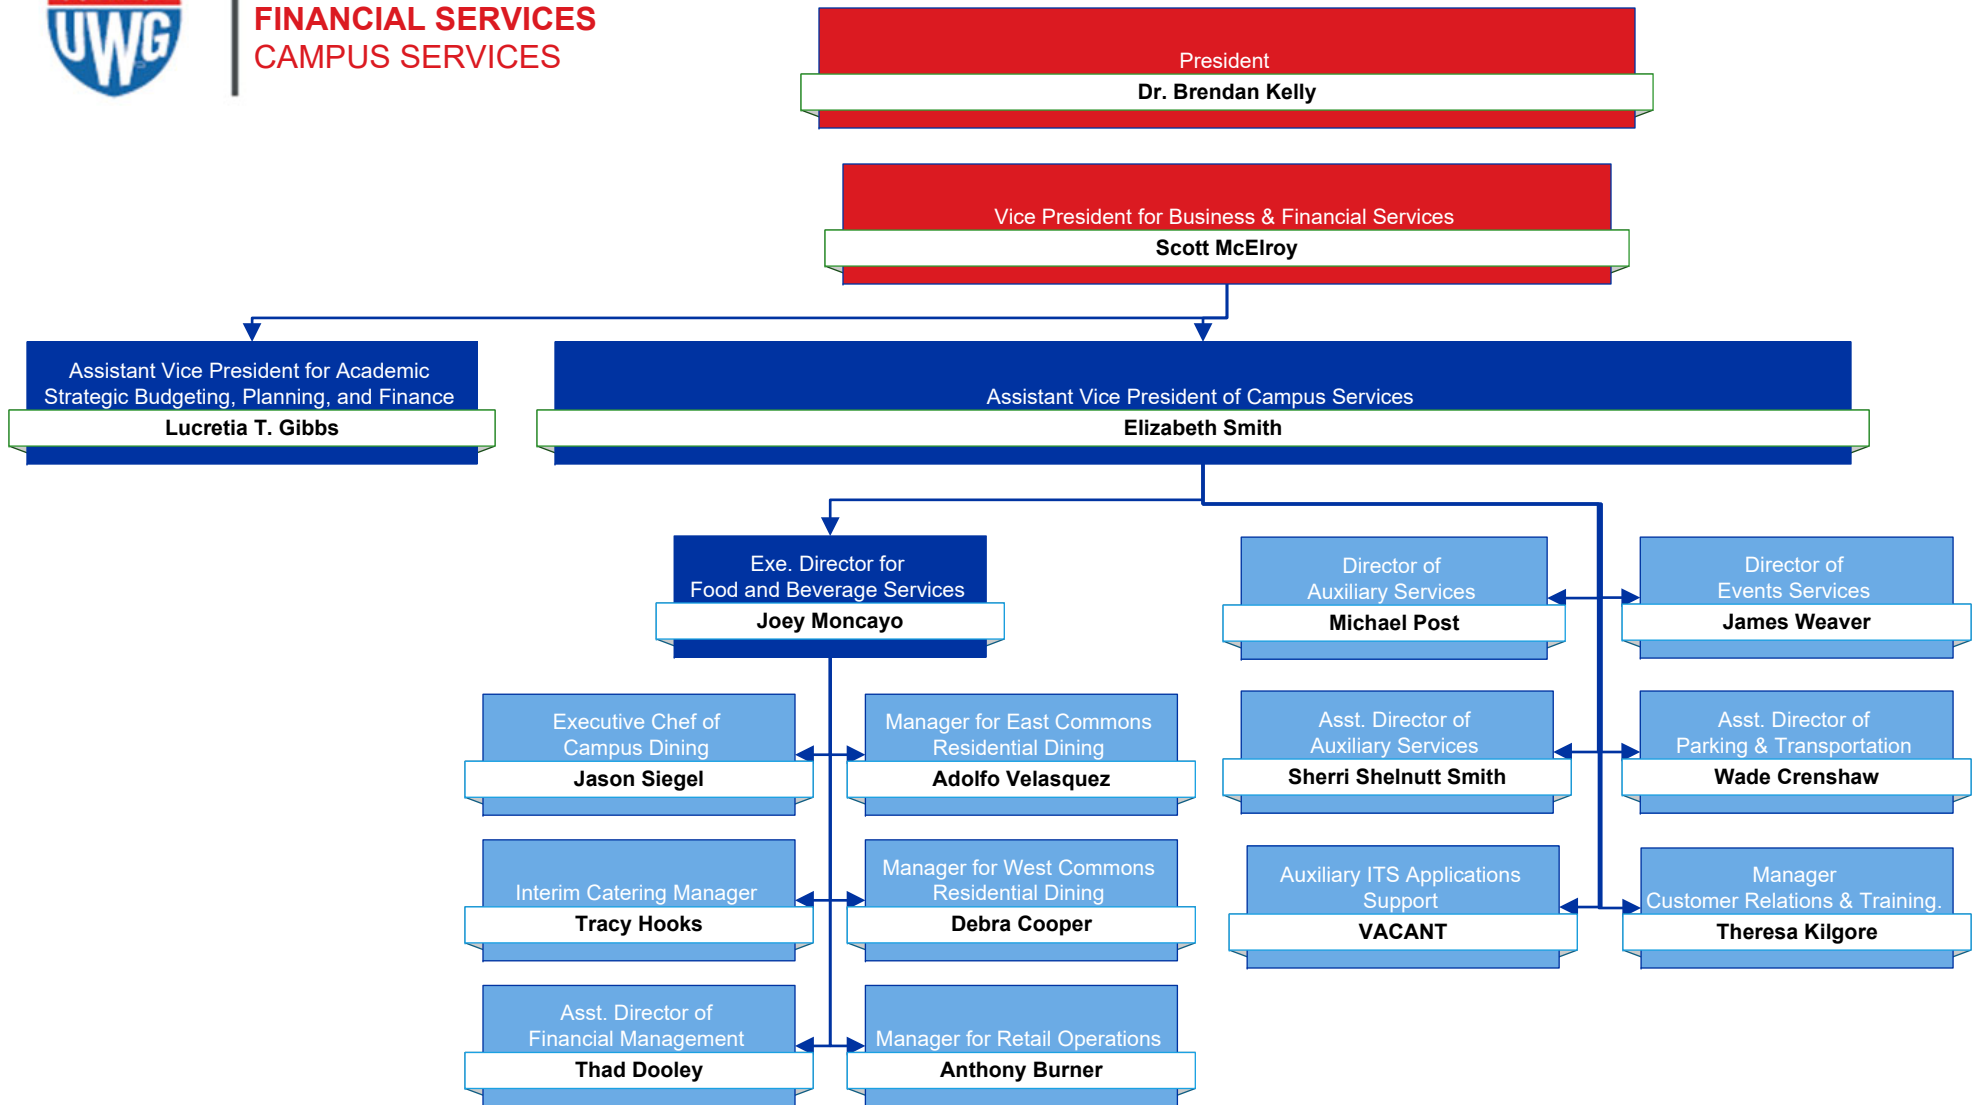 UWG
FINANCIAL SERVICES
CAMPUS SERVICES
President
Dr. Brendan Kelly
Vice President for Business & Financial Services
Scott McElroy
Assistant Vice President for Academic
Strategic Budgeting, Planning, and Finance
Lucretia T. Gibbs
Assistant Vice President of Campus Services
Elizabeth Smith
Exe. Director for
Food and Beverage Services
Joey Moncayo
Director of
Auxiliary Services
Michael Post
Director of
Events Services
James Weaver
Executive Chef of
Campus Dining
Jason Siegel
Manager for East Commons
Residential Dining
Adolfo Velasquez
Asst. Director of
Auxiliary Services
Sherri Shelnutt Smith
Asst. Director of
Parking & Transportation
Wade Crenshaw
Interim Catering Manager
Tracy Hooks
Manager for West Commons
Residential Dining
Debra Cooper
Auxiliary ITS Applications
Support
VACANT
Manager
Customer Relations & Training.
Theresa Kilgore
Asst. Director of
Financial Management
Thad Dooley
Manager for Retail Operations
Anthony Burner